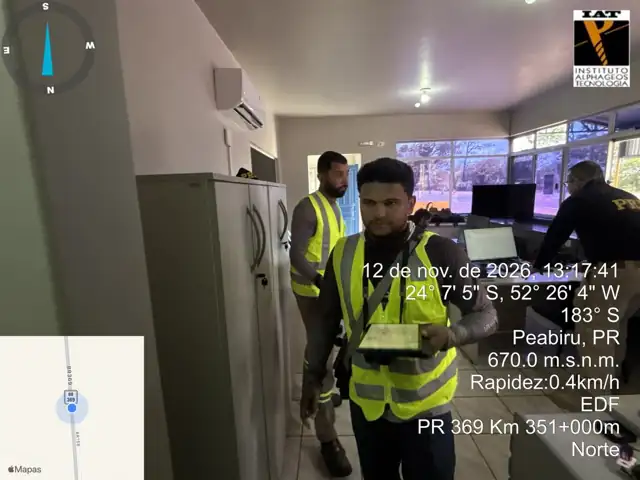 S
E
W
N
IAT
INSTITUTO
ALPHAGEOS
TECNOLOGIA
12 de nov. de 2026, 13:17:41
24° 7' 5" S, 52° 26' 4" W
183° S
Peabiru, PR
670.0 m.s.n.m.
Rapidez:0.4km/h
EDF
PR 369 Km 351+000m
Norte
369
Mapas